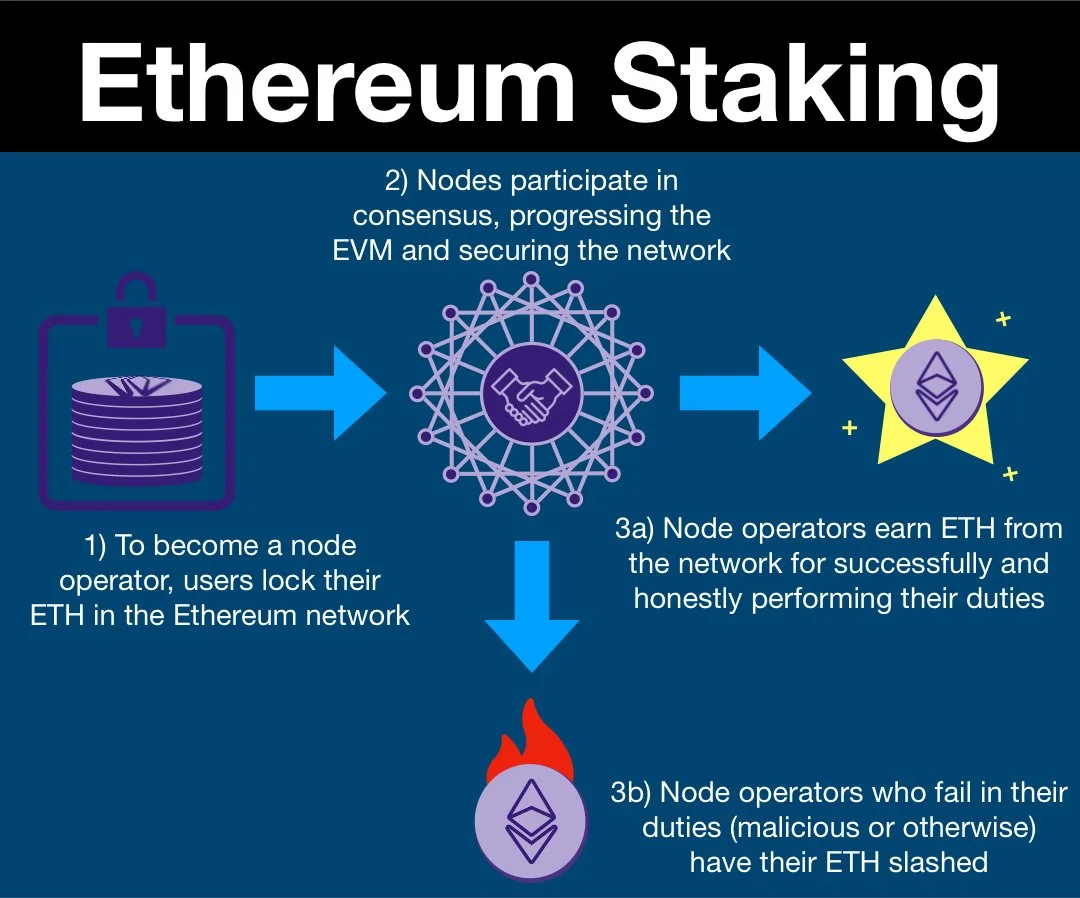 Ethereum Staking
2) Nodes participate in
consensus, progressing the
EVM and securing the network
1) To become a node
operator, users lock their
ETH in the Ethereum network
3a) Node operators earn ETH from
the network for successfully and
honestly performing their duties
3b) Node operators who fail in their
duties (malicious or otherwise)
have their ETH slashed